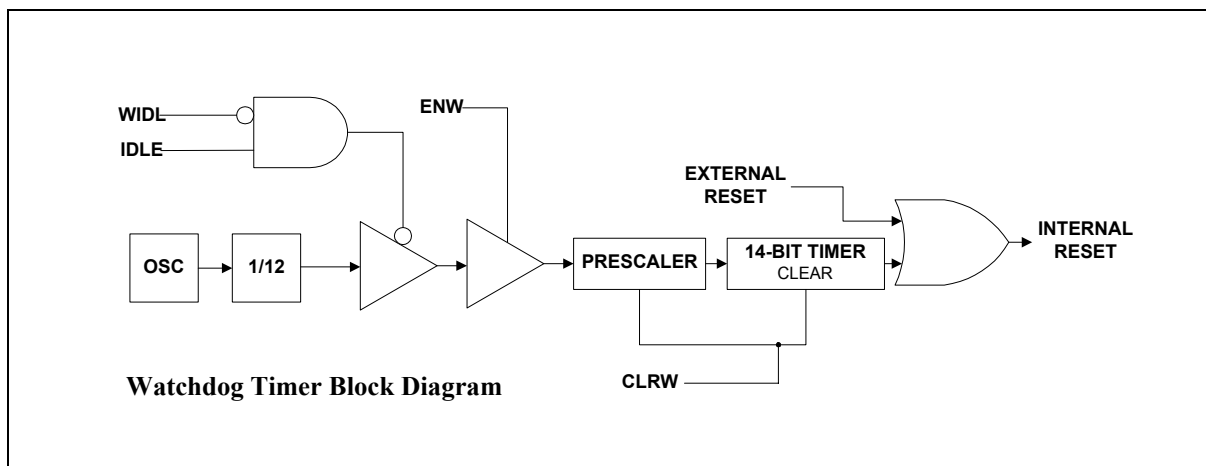 WIDL
IDLE
ENW
EXTERNAL
RESET
INTERNAL
RESET
OSC
1/12
PRESCALER
14-BIT TIMER
CLEAR
CLRW
Watchdog Timer Block Diagram